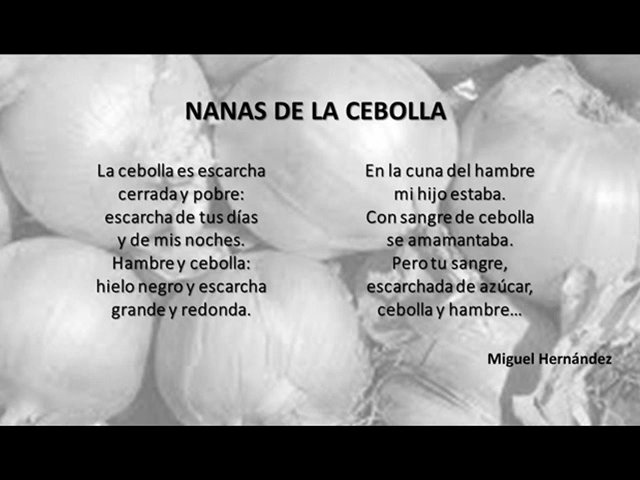 NANAS DE LA CEBOLLA
La cebolla es escarcha
cerrada y pobre:
escarcha de tus días
y de mis noches.
Hambre y cebolla:
hielo negro y escarcha
grande y redonda.
En la cuna del hambre
mi hijo estaba.
Con sangre de cebolla
se amamantaba.
Pero tu sangre,
escarchada de azúcar,
cebolla y hambre...
Miguel Hernández